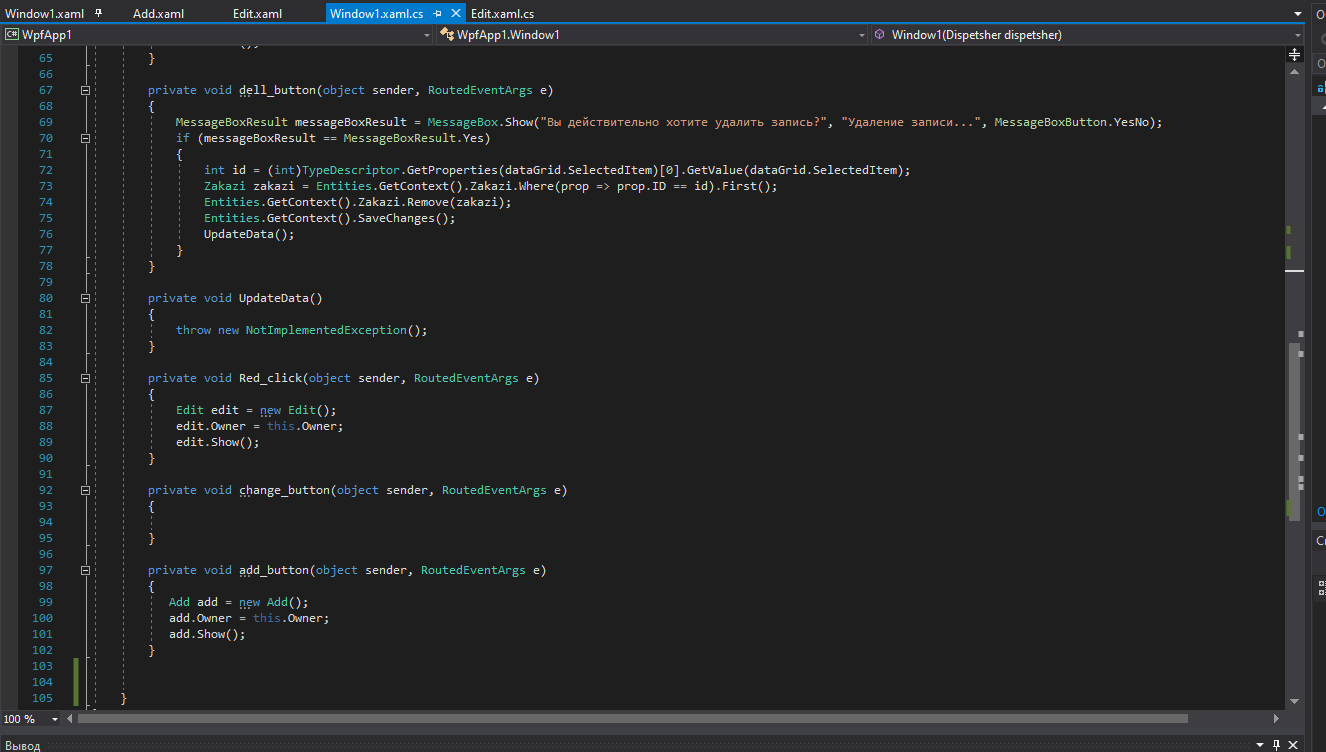 Window1.xaml Add.xaml Edit.xaml Window1.xaml.cs Edit.xaml.cs
C# WpfApp1 WpfApp1.Window1 Window1(Dispetsher dispetsher)
65 }
66
67 private void dell_button(object sender, RoutedEventArgs e)
68 {
69 MessageBoxResult messageBoxResult = MessageBox.Show("Вы действительно хотите удалить запись?", "Удаление записи...", MessageBoxButton.YesNo);
70 if (messageBoxResult == MessageBoxResult.Yes)
71 {
72 int id = (int)TypeDescriptor.GetProperties(dataGrid.SelectedItem)[0].GetValue(dataGrid.SelectedItem);
73 Zakazi zakazi = Entities.GetContext().Zakazi.Where(prop => prop.ID == id).First();
74 Entities.GetContext().Zakazi.Remove(zakazi);
75 Entities.GetContext().SaveChanges();
76 UpdateData();
77 }
78 }
79
80 private void UpdateData()
81 {
82 throw new NotImplementedException();
83 }
84
85 private void Red_click(object sender, RoutedEventArgs e)
86 {
87 Edit edit = new Edit();
88 edit.Owner = this.Owner;
89 edit.Show();
90 }
91
92 private void change_button(object sender, RoutedEventArgs e)
93 {
94
95 }
96
97 private void add_button(object sender, RoutedEventArgs e)
98 {
99 Add add = new Add();
100 add.Owner = this.Owner;
101 add.Show();
102 }
103
104
105 }
100 %
Вывод